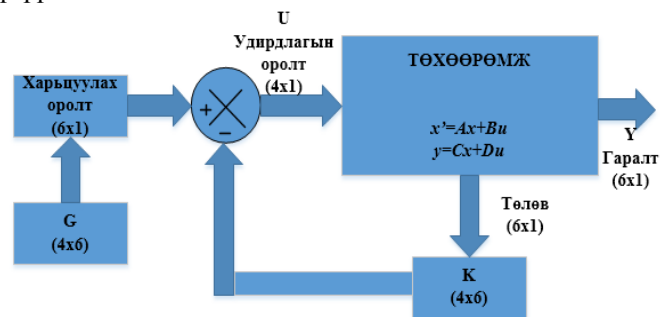 U
Удирдлагын
оролт
(4x1)
Харьцуулах
оролт
(6x1)
+
−
ТӨХӨӨРӨМЖ
x’=Ax+Bu
y=Cx+Du
Y
Гаралт
(6x1)
G
(4x6)
Төлөв
(6x1)
K
(4x6)